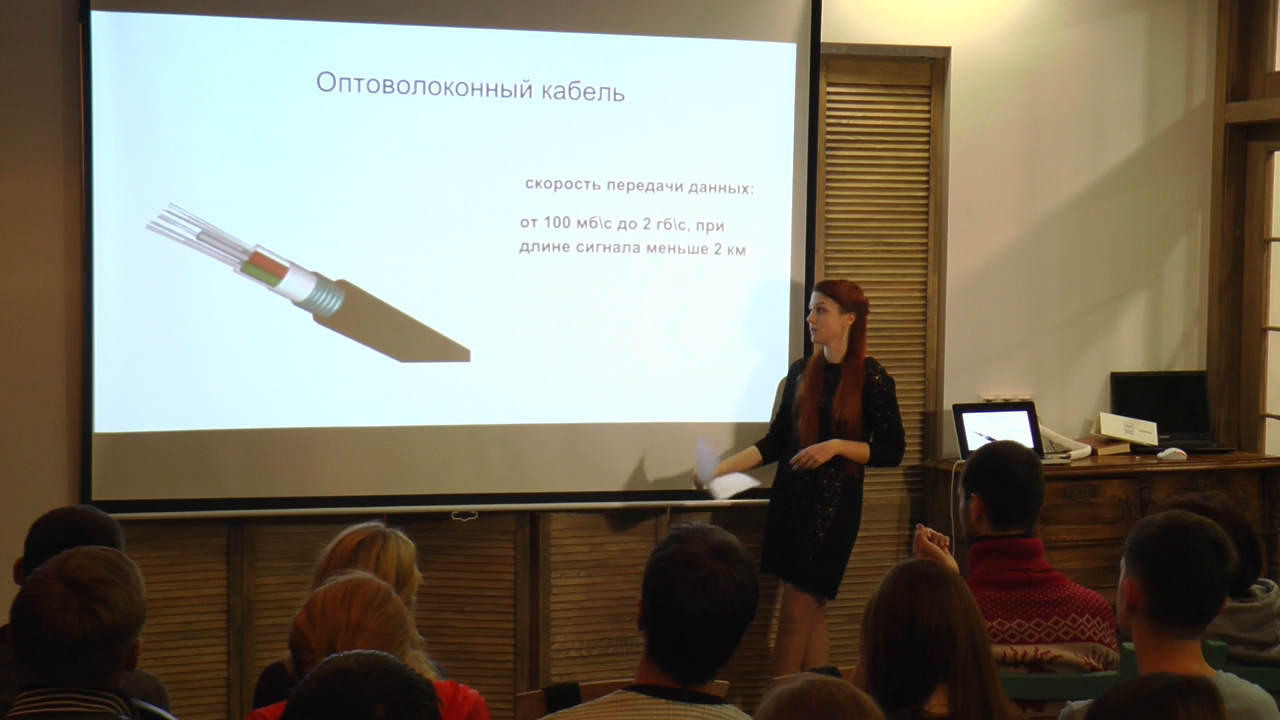 Оптоволоконный кабель
скорость передачи данных:
от 100 мб\с до 2 гб\с, при
длине сигнала меньше 2 км